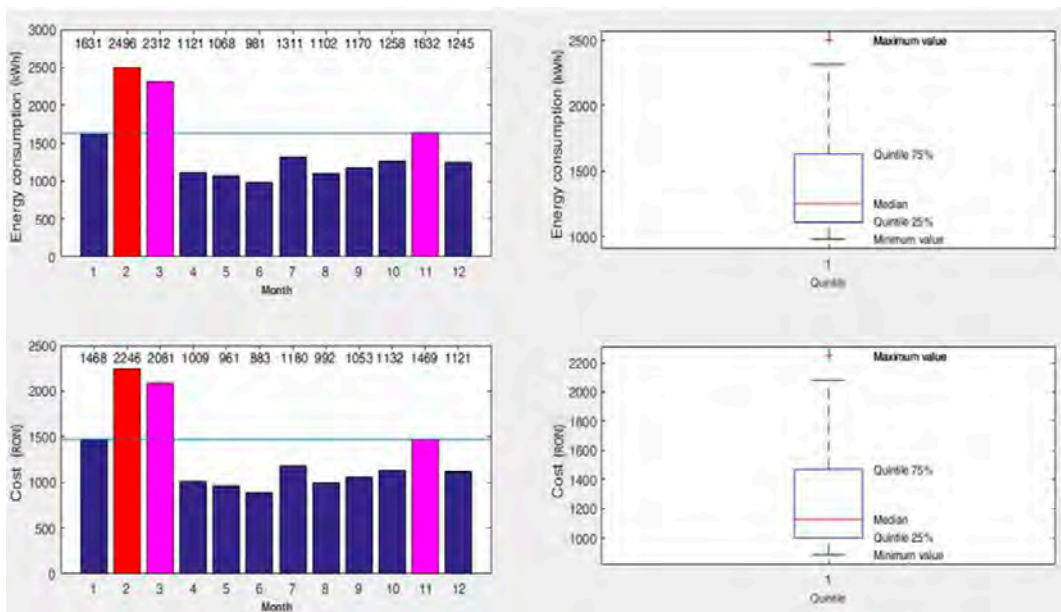 3000
1631 2496 2312 1121 1068 981 1311 1102 1170 1258 1632 1245
2500
2000
1500
1000
500
0
Energy consumption (kWh)
1 2 3 4 5 6 7 8 9 10 11 12
Month
2500
2000
1500
1000
Energy consumption (kWh)
Maximum value
Quintile 75%
Median
Quintile 25%
Minimum value
1
Quintile
2500
1468 2246 2081 1009 961 883 1180 992 1053 1132 1469 1121
2000
1500
1000
500
0
Cost (RON)
1 2 3 4 5 6 7 8 9 10 11 12
Month
2200
2000
1800
1600
1400
1200
1000
Cost (RON)
Maximum value
Quintile 75%
Median
Quintile 25%
Minimum value
1
Quintile